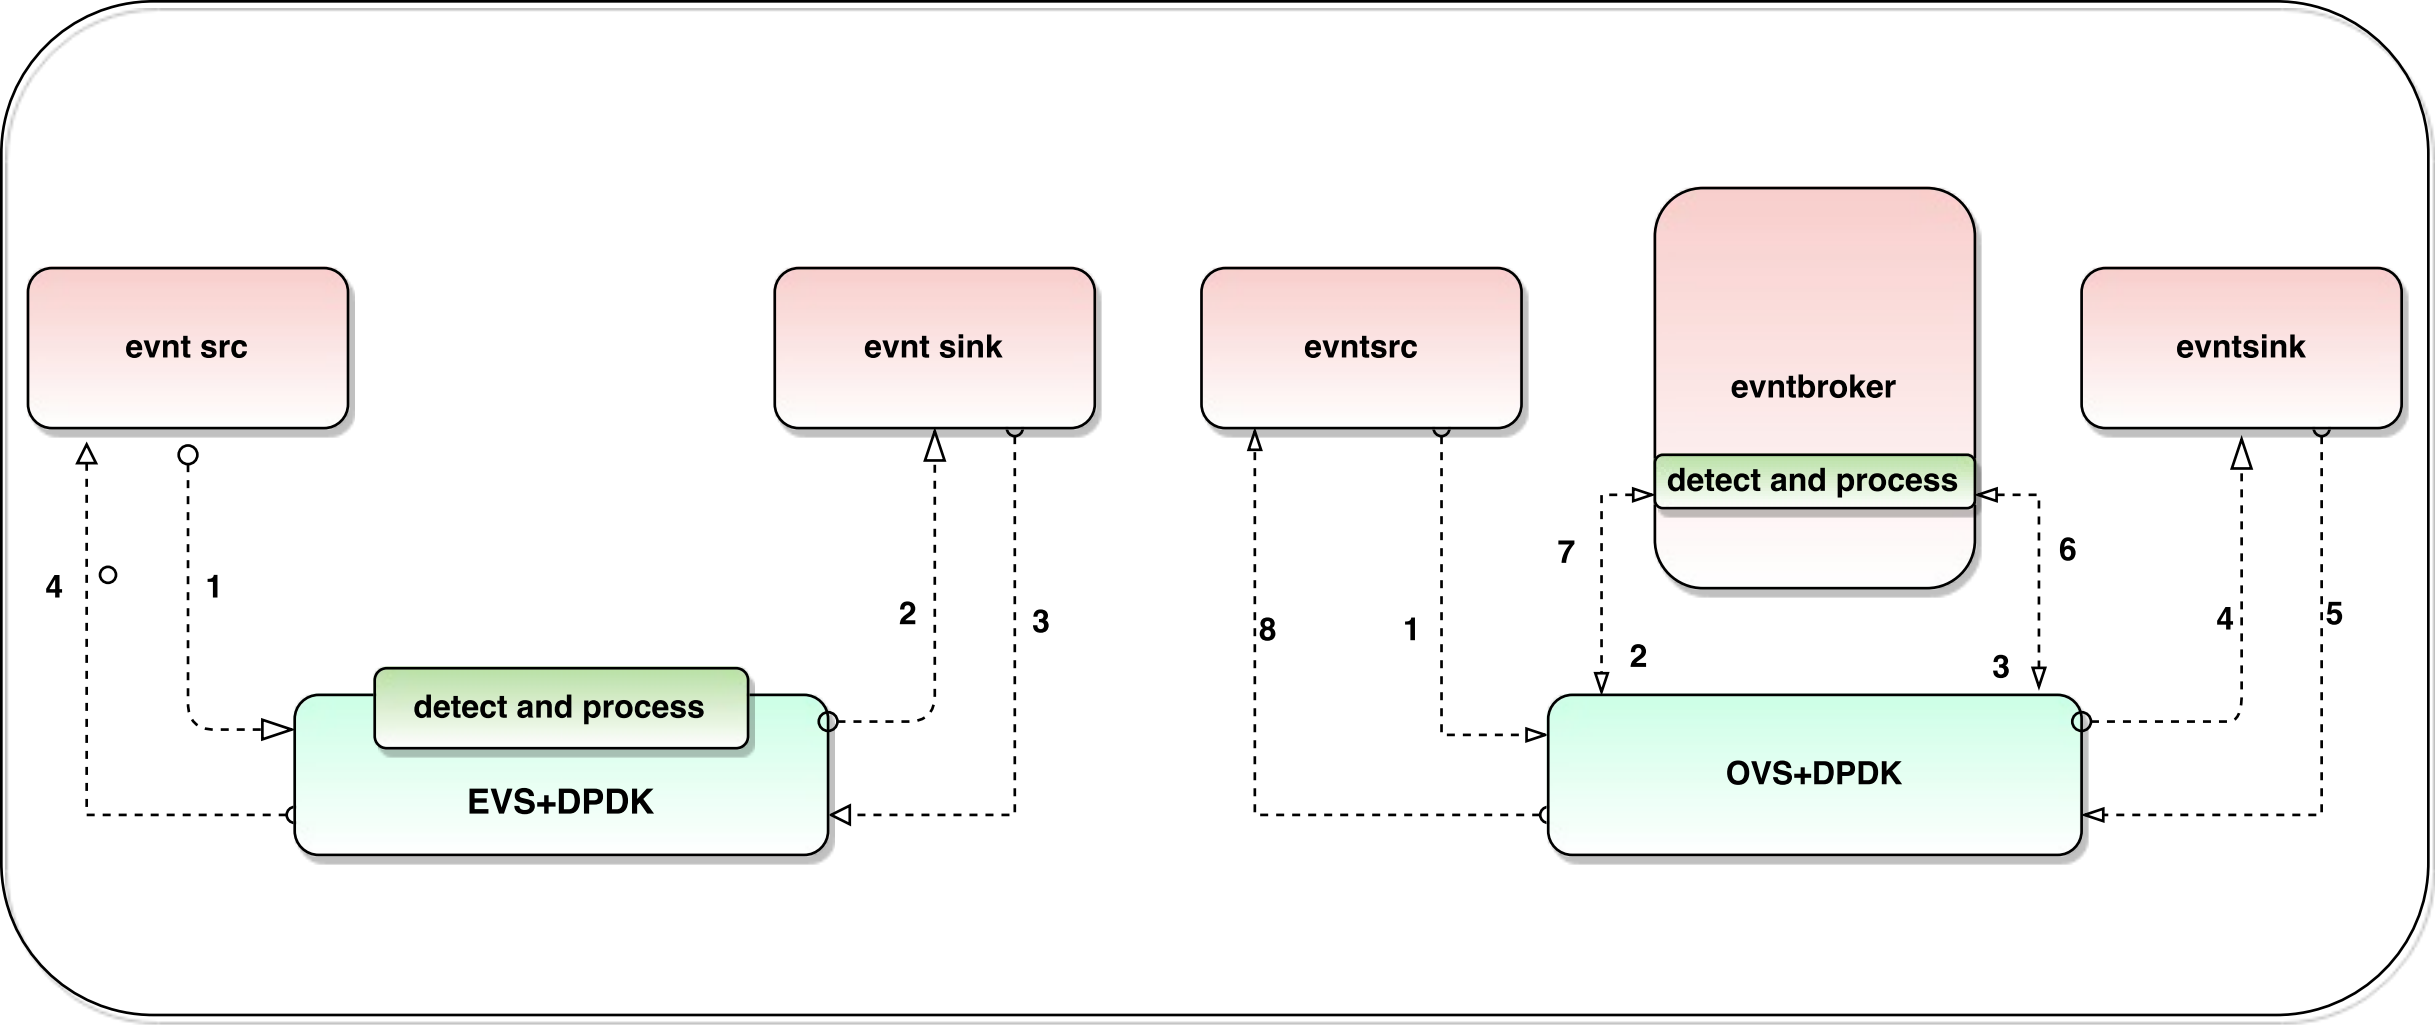 evnt src
evnt sink
evntsrc
evntbroker
evntsink
detect and process
4
1
2
3
8
1
7
2
6
3
4
5
detect and process
EVS+DPDK
OVS+DPDK